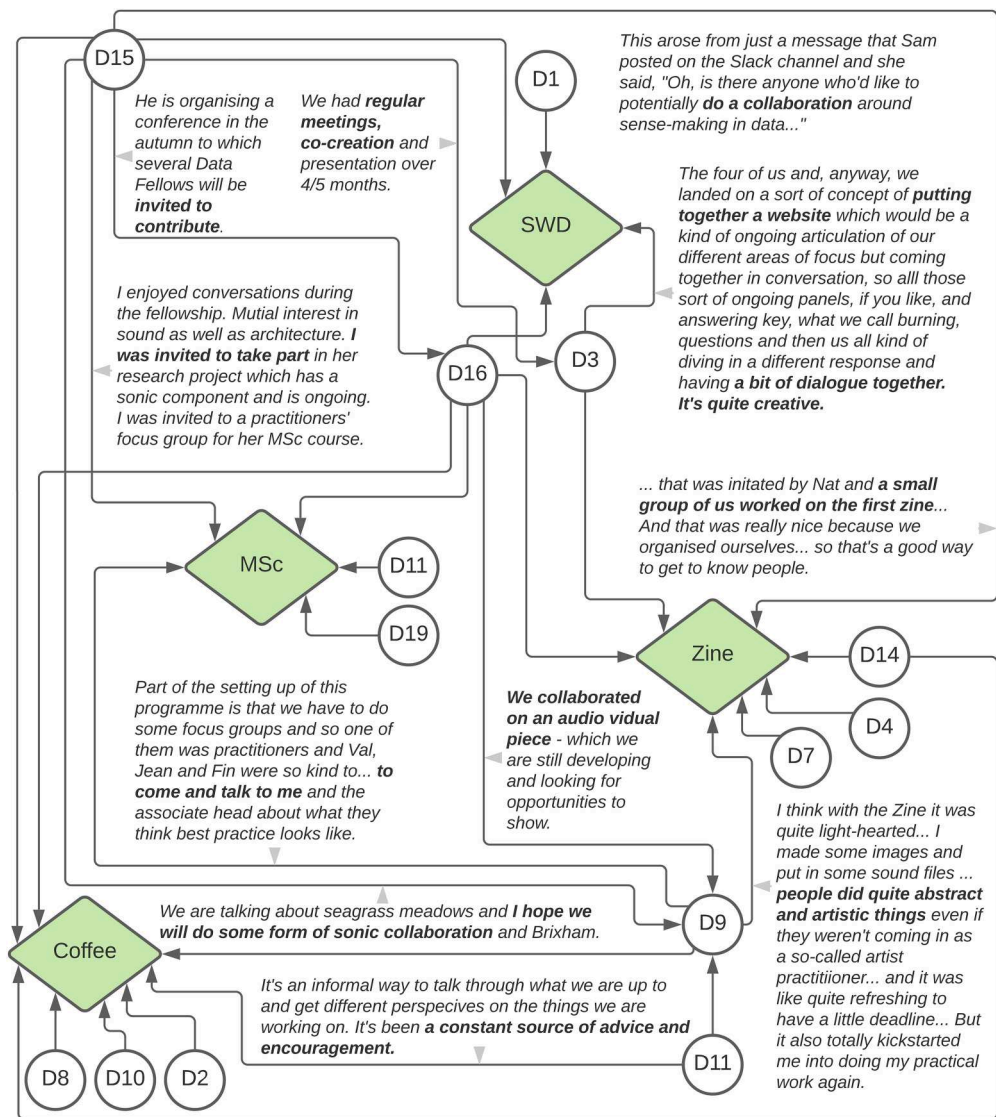 D15
D1
This arose from just a message that Sam
posted on the Slack channel and she
said, "Oh, is there anyone who'd like to
potentially do a collaboration around
sense-making in data..."
He is organising a
conference in the
autumn to which
several Data
Fellows will be
invited to
contribute.
We had regular
meetings,
co-creation and
presentation over
4/5 months.
SWD
The four of us and, anyway, we
landed on a sort of concept of putting
together a website which would be a
kind of ongoing articulation of our
different areas of focus but coming
together in conversation, so alll those
sort of ongoing panels, if you like, and
answering key, what we call burning,
questions and then us all kind of
diving in a different response and
having a bit of dialogue together.
It's quite creative.
I enjoyed conversations during
the fellowship. Mutial interest in
sound as well as architecture. I
was invited to take part in her
research project which has a
sonic component and is ongoing.
I was invited to a practitioners'
focus group for her MSc course.
D16
D3
... that was initated by Nat and a small
group of us worked on the first zine...
And that was really nice because we
organised ourselves... so that's a good way
to get to know people.
MSc
D11
D19
Zine
D14
D4
D7
Part of the setting up of this
programme is that we have to do
some focus groups and so one of
them was practitioners and Val,
Jean and Fin were so kind to... to
come and talk to me and the
associate head about what they
think best practice looks like.
We collaborated
on an audio vidual
piece - which we
are still developing
and looking for
opportunities to
show.
I think with the Zine it was
quite light-hearted... I
made some images and
put in some sound files ...
people did quite abstract
and artistic things even if
they weren't coming in as
a so-called artist
practitiioner... and it was
like quite refreshing to
have a little deadline... But
it also totally kickstarted
me into doing my practical
work again.
We are talking about seagrass meadows and I hope we
will do some form of sonic collaboration and Brixham.
D9
Coffee
It's an informal way to talk through what we are up to
and get different perspecives on the things we are
working on. It's been a constant source of advice and
encouragement.
D8
D10
D2
D11